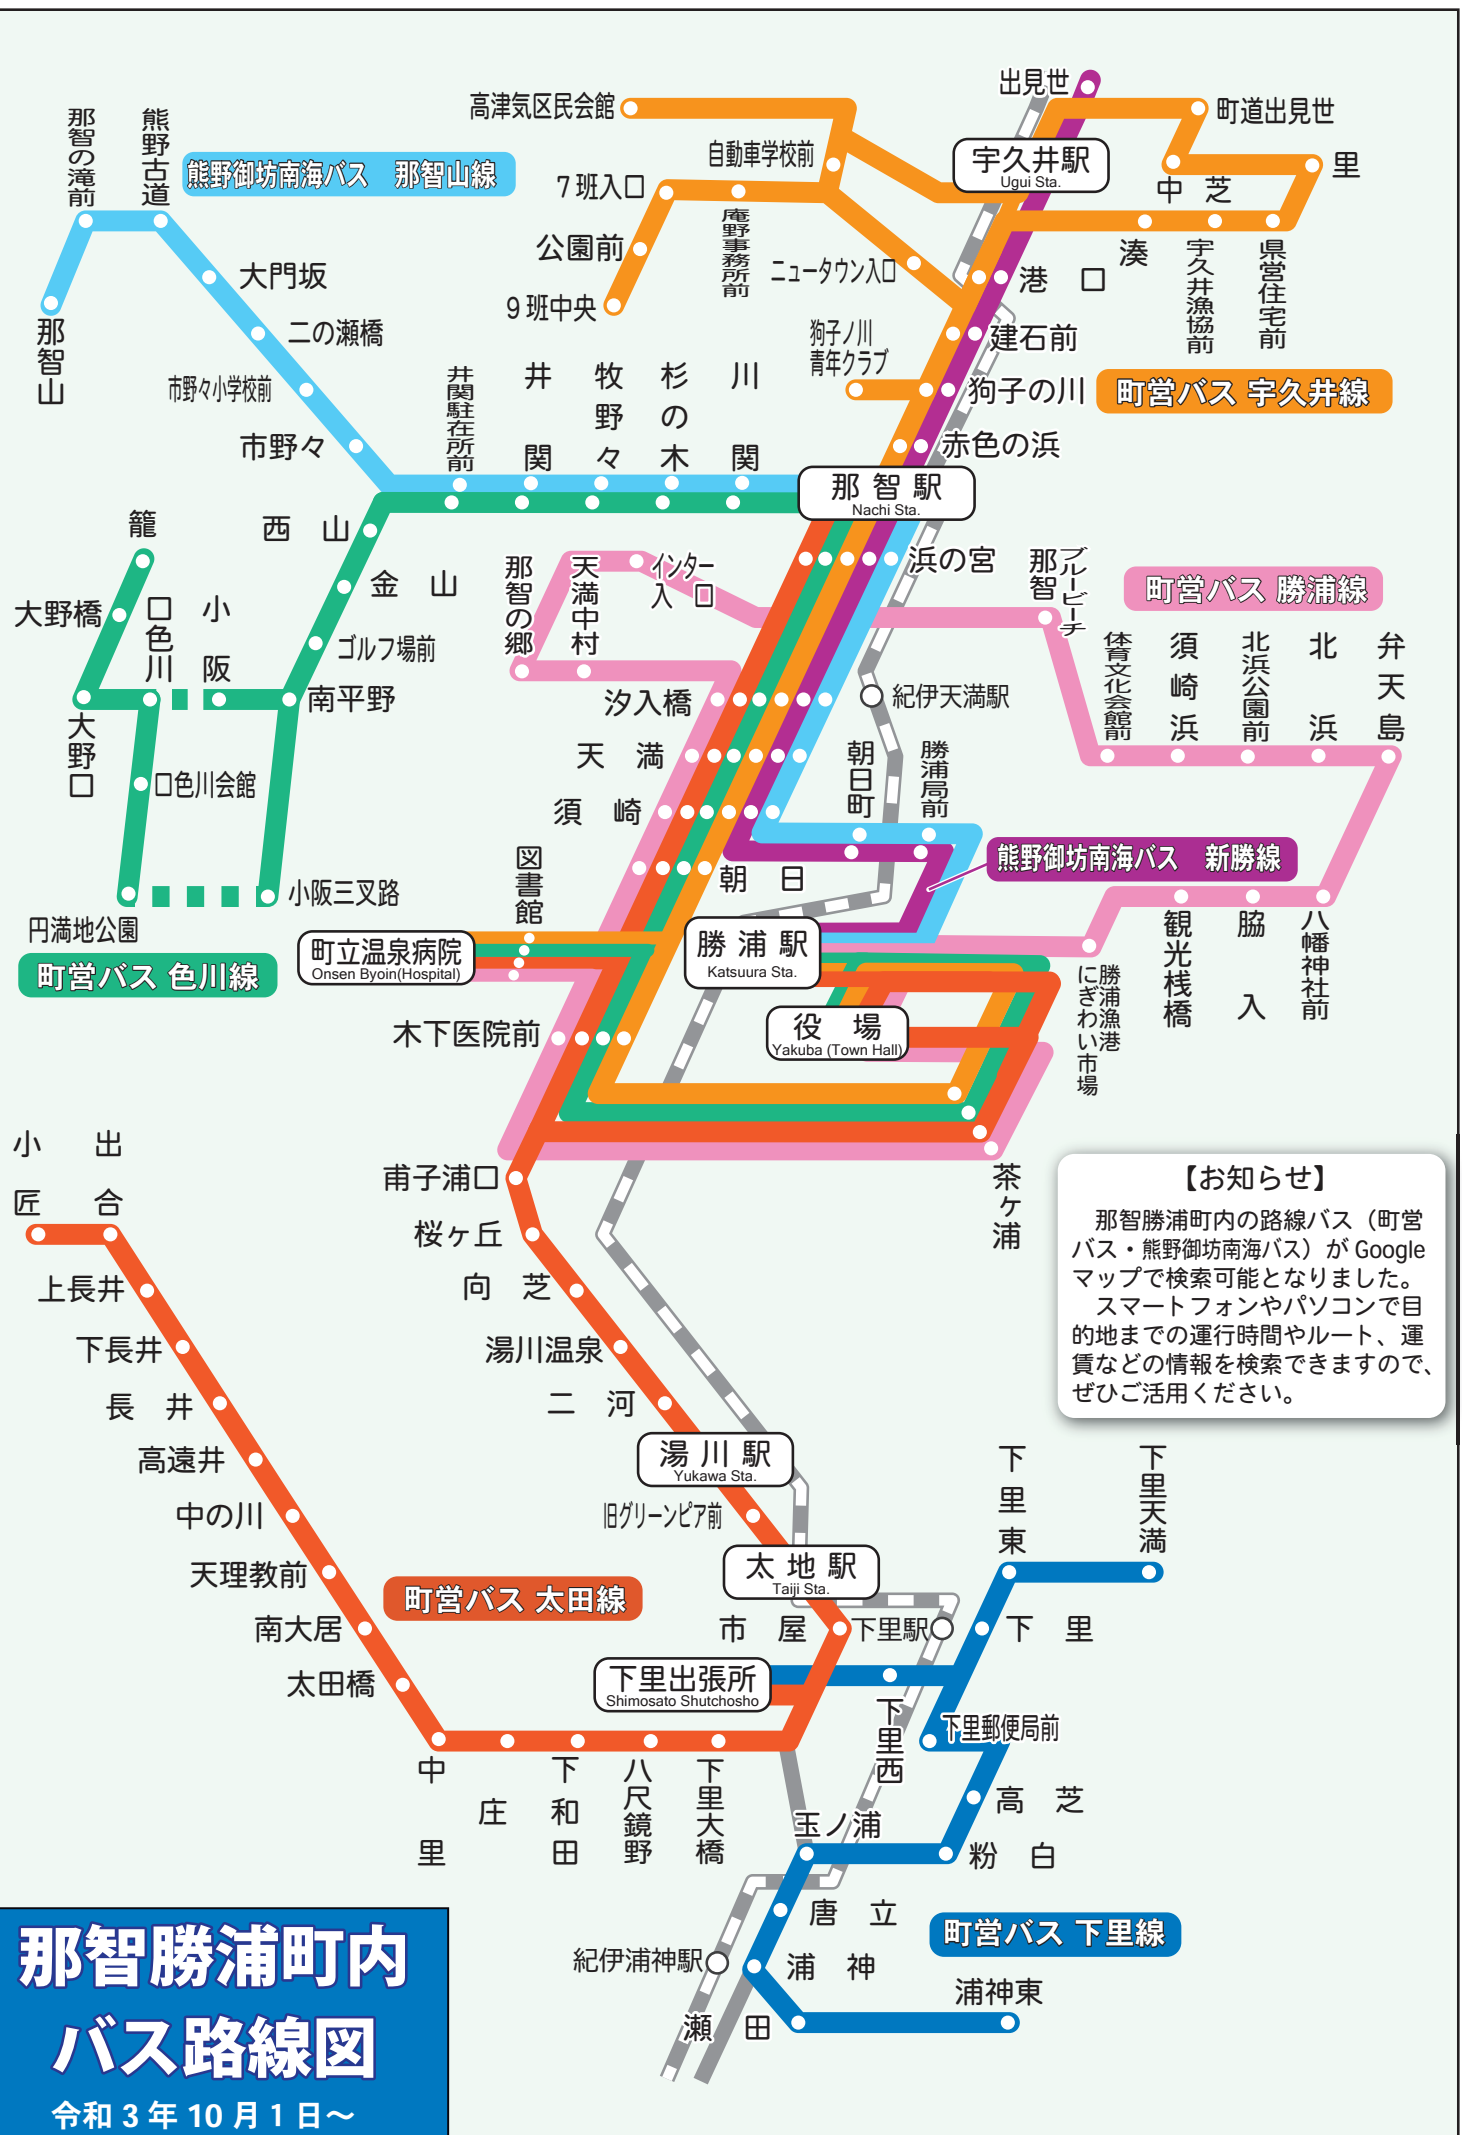 出見世
高津気区民会館
町道出見世
那智の滝前
熊野古道
熊野御坊南海バス　那智山線
自動車学校前
宇久井駅
Ugui Sta.
7班入口
中芝
里
公園前
庵野事務所前
ニュータウン入口
港口
湊
宇久井漁協前
県営住宅前
大門坂
9班中央
那智山
二の瀬橋
狗子ノ川
青年クラブ
建石前
市野々小学校前
井関駐在所前
井関
牧野々
杉の木
川関
狗子の川
町営バス 宇久井線
市野々
赤色の浜
那智駅
Nachi Sta.
籠
西山
浜の宮
那智の郷
天満中村
インター
入口
那智
ブルービーチ
町営バス 勝浦線
大野橋
口色川
小阪
金山
ゴルフ場前
体育文化会館前
須崎浜
北浜公園前
北浜
弁天島
南平野
汐入橋
紀伊天満駅
大野口
天満
朝日町
勝浦局前
口色川会館
須崎
図書館
朝日
熊野御坊南海バス　新勝線
小阪三叉路
円満地公園
町営バス 色川線
町立温泉病院
Onsen Byoin(Hospital)
勝浦駅
Katsuura Sta.
勝浦漁港
にぎわい市場
観光桟橋
脇入
八幡神社前
役場
Yakuba (Town Hall)
木下医院前
小匠
出合
甫子浦口
茶ヶ浦
【お知らせ】
那智勝浦町内の路線バス（町営
バス・熊野御坊南海バス）が Google
マップで検索可能となりました。
スマートフォンやパソコンで目
的地までの運行時間やルート、運
賃などの情報を検索できますので、
ぜひご活用ください。
桜ヶ丘
上長井
向芝
下長井
湯川温泉
長井
二河
高遠井
湯川駅
Yukawa Sta.
下里東
下里天満
中の川
旧グリーンピア前
天理教前
太地駅
Taiji Sta.
町営バス 太田線
南大居
市屋
下里駅
下里
太田橋
下里出張所
Shimosato Shutchosho
下里西
下里郵便局前
中里
庄
下和田
八尺鏡野
下里大橋
高芝
玉ノ浦
粉白
唐立
町営バス 下里線
那智勝浦町内
バス路線図
令和3年10月1日〜
紀伊浦神駅
浦神
浦神東
瀬田